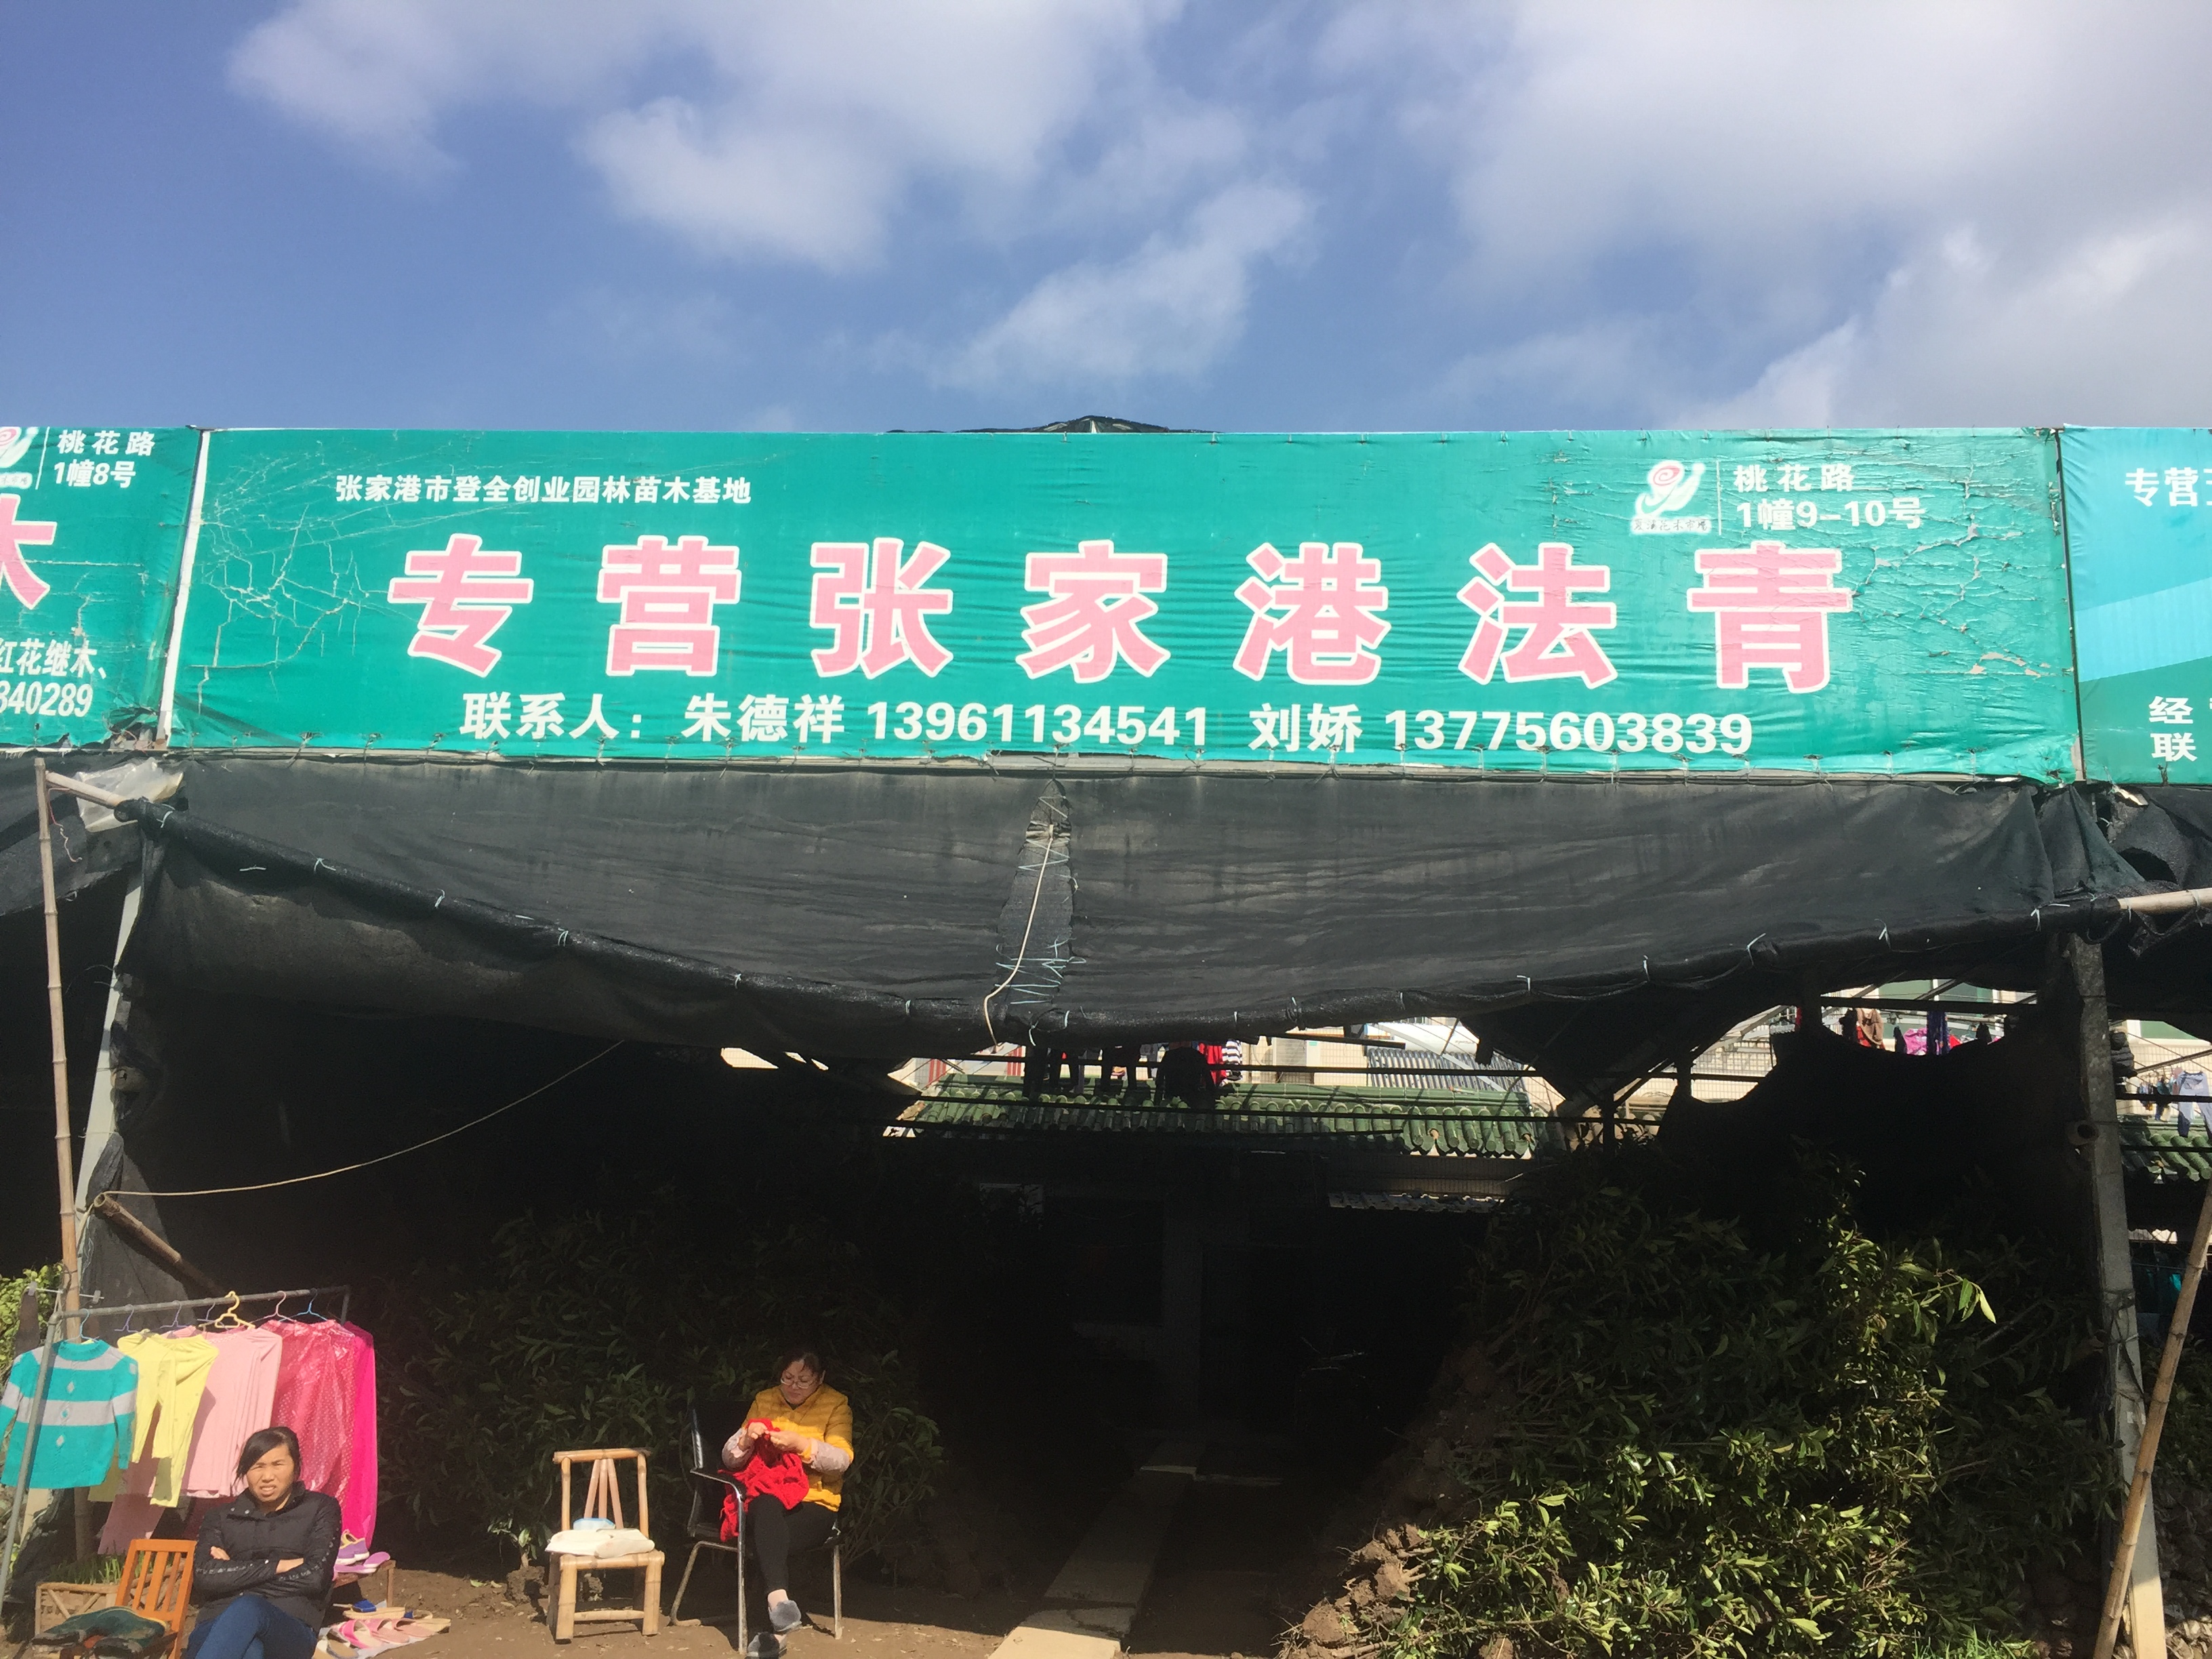 桃花路
1幢8号
木
红花继木、
340289
张家港市登全创业园林苗木基地
桃花路
1幢9-10号
专营张家港法青
联系人：朱德祥 13961134541 刘娇 13775603839
专营
经
联